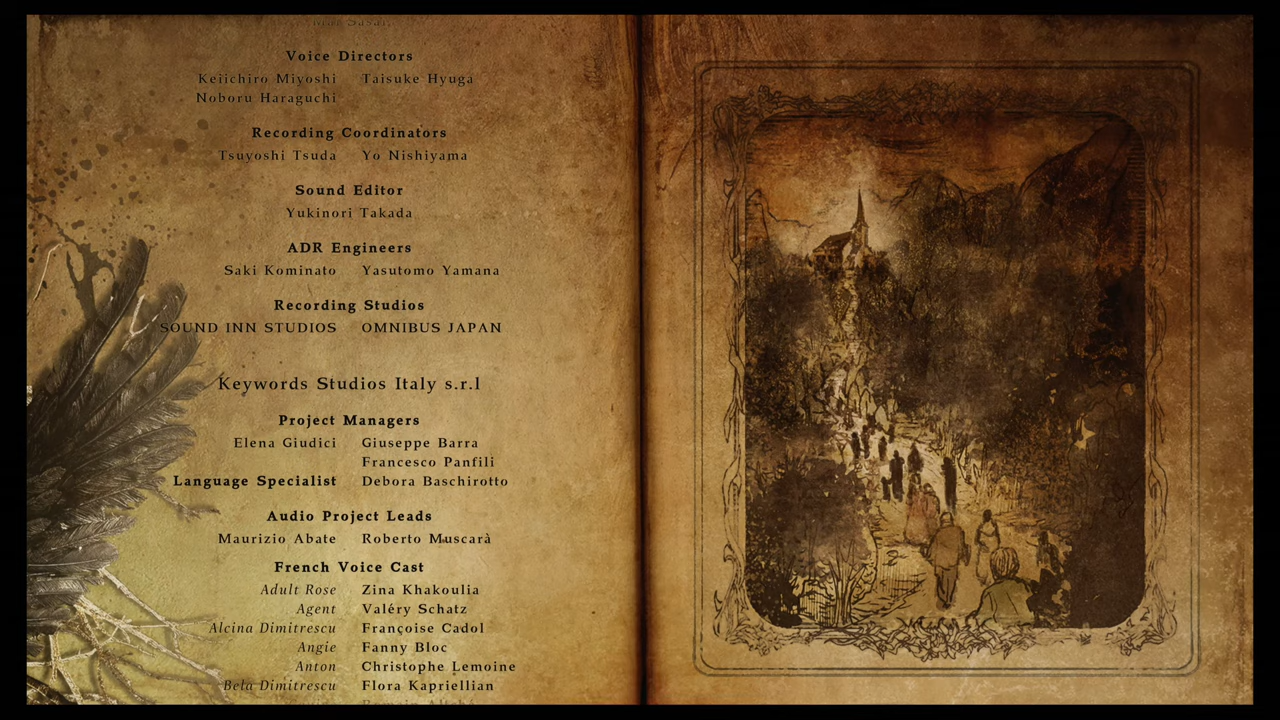 Voice Directors
Keiichiro Miyoshi Taisuke Hyuga
Noboru Haraguchi
Recording Coordinators
Tsuyoshi Tsuda Yo Nishiyama
Sound Editor
Yukinori Takada
ADR Engineers
Saki Kominato Yasutomo Yamana
Recording Studios
SOUND INN STUDIOS OMNIBUS JAPAN
Keywords Studios Italy s.r.l
Project Managers
Elena Giudici Giuseppe Barra
Francesco Panfili
Language Specialist Debora Baschirotto
Audio Project Leads
Maurizio Abate Roberto Muscarà
French Voice Cast
Adult Rose Zina Khakoulia
Agent Valéry Schatz
Alcina Dimitrescu Françoise Cadol
Angie Fanny Bloc
Anton Christophe Lemoine
Bela Dimitrescu Flora Kapriellian